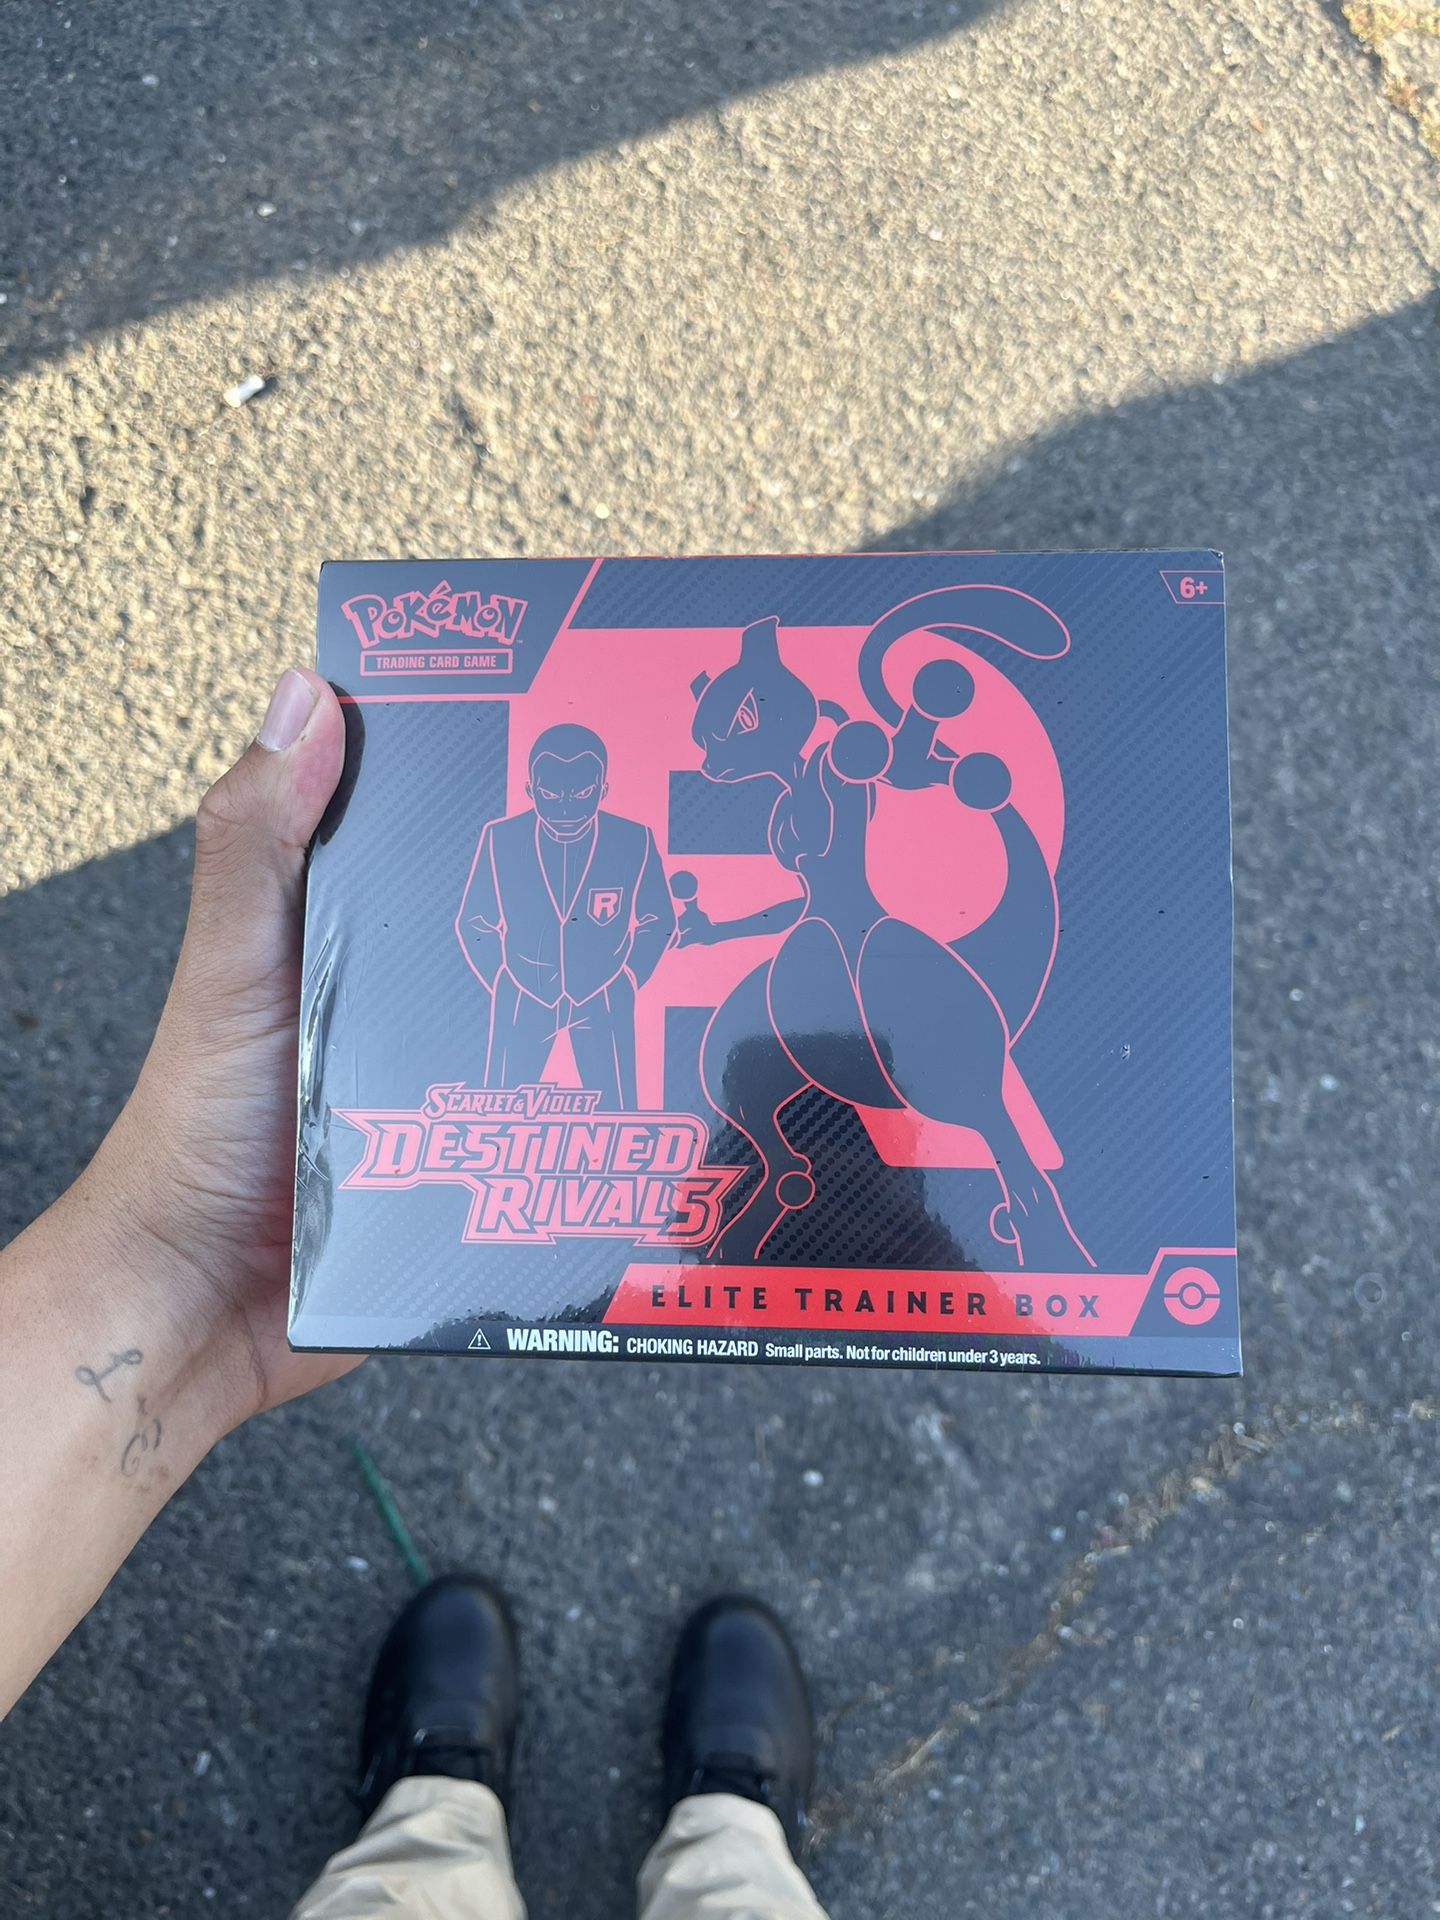 POKÉMON
TRADING CARD GAME
6+
R
SCARLET & VIOLET
DESTINED
RIVALS
ELITE TRAINER BOX
⚠ WARNING: CHOKING HAZARD Small parts. Not for children under 3 years.